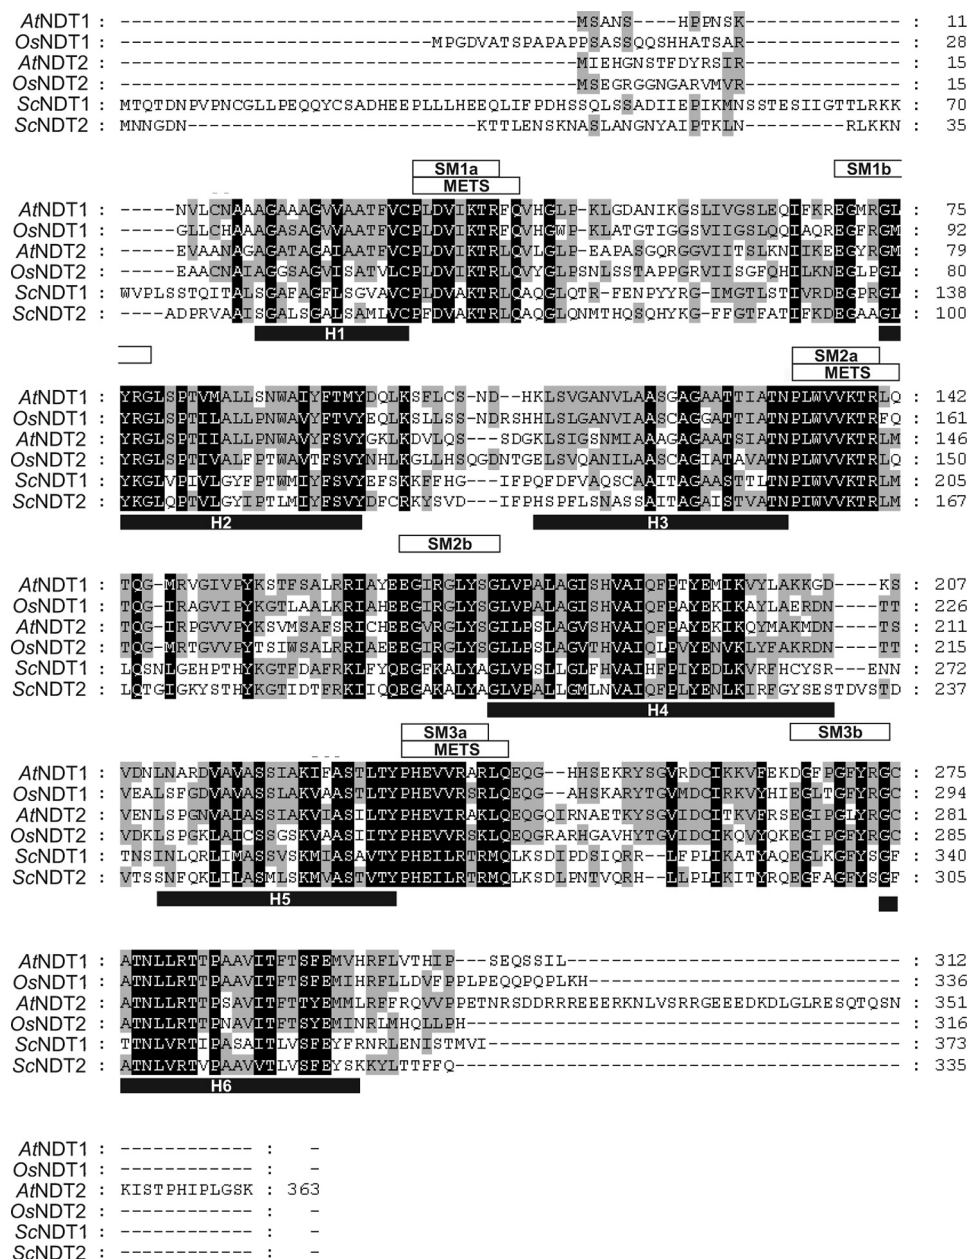 AtNDT1 : -----------------------------------------MSANS----HPPNSK-------------- : 11
OsNDT1 : ----------------------------MPGDVATSPAPAPPSASSQQSHHATSAR-------------- : 28
AtNDT2 : -----------------------------------------MIEHGNSTFDYRSIR-------------- : 15
OsNDT2 : -----------------------------------------MSEGRGGNGARVMVR-------------- : 15
ScNDT1 : MTQTDNPVPNCGLLPEQQYCSADHEEPLLLHEEQLIFPDHSSQLSSADIIEPIKMNSSTESIIGTTLRKK : 70
ScNDT2 : MNNGDN--------------------------KTTLENSKNASLANGNYAIPTKLN---------RLKKN : 35
SM1a SM1b
METS
AtNDT1 : -----NVLCNAAAGAAAGVVAATFVCPLDVIKTRFQVHGLP-KLGDANIKGSLIVGSLEQIFKREGMRGL : 75
OsNDT1 : -----GLLCHAAAGASAGVVAATFVCPLDVIKTRFQVHGWP-KLATGTIGGSVIIGSLQQIAQREGFRGM : 92
AtNDT2 : -----EVAANAGAGATAGAIAATFVCPLDVIKTRLQVLGLP-EAPASGQRGGVIITSLKNIIKEEGYRGM : 79
OsNDT2 : -----EAACNAIAGGSAGVISATVLCPLDVIKTRLQVYGLPSNLSSTAPPGRVIISGFQHILKNEGLPGL : 80
ScNDT1 : WVPLSSTQITALSGAFAGFLSGVAVCPLDVAKTRLQAQGLQTR-FENPYYRG-IMGTLSTIVRDEGPRGL : 138
ScNDT2 : ----ADPRVAAISGALSGALSAMLVCPFDVAKTRLQAQGLQNMTHQSQHYKG-FFGTFATIFKDEGAAGL : 100
H1
SM2a
METS
AtNDT1 : YRGLSPTVMALLSNWAIYFTMYDQLKSFLCS-ND--HKLSVGANVLAASGAGAATTIATNPLWVVKTRLQ : 142
OsNDT1 : YRGLSPTILALLPNWAVYFTVYEQLKSLLSS-NDRSHHLSLGANVIAASCAGGATTIATNPLWVVKTRFQ : 161
AtNDT2 : YRGLSPTIIALLPNWAVYFSVYGKLKDVLQS---SDGKLSIGSNMIAAAGAGAATSIATNPLWVVKTRLM : 146
OsNDT2 : YRGLSPTIVALFPTWAVTFSVYNHLKGLLHSQGDNTGELSVQANILAASCAGIATAVATNPLWVVKTRLQ : 150
ScNDT1 : YKGLVPIVLGYFPTWMIYFSVYEFSKKFFHG---IFPQFDFVAQSCAAITAGAASTTLTNPIWVVKTRLM : 205
ScNDT2 : YKGLQPTVLGYIPTLMIYFSVYDFCRKYSVD---IFPHSPFLSNASSAITAGAISTVATNPIWVVKTRLM : 167
H2 H3
SM2b
AtNDT1 : TQG-MRVGIVPYKSTFSALRRIAYEEGIRGLYSGLVPALAGISHVAIQFPTYEMIKVYLAKKGD----KS : 207
OsNDT1 : TQG-IRAGVIPYKGTLAALKRIAHEEGIRGLYSGLVPALAGISHVAIQFPAYEKIKAYLAERDN----TT : 226
AtNDT2 : TQG-IRPGVVPYKSVMSAFSRICHEEGVRGLYSGILPSLAGVSHVAIQFPAYEKIKQYMAKMDN----TS : 211
OsNDT2 : TQG-MRTGVVPYTSIWSALRRIAEEGIRGLYSGLLPSLAGVTHVAIQLPVYENVKLYFAKRDN----TT : 215
ScNDT1 : LQSNLGEHPTHYKGTFDAFRKLFYQEGFKALYAGLVPSLLGLFHVAIHFPIYEDLKVRFHCYSR---ENN : 272
ScNDT2 : LQTGIGKYSTHYKGTIDTFRKIIQQEGAKALYAGLVPALLGMLNVAIQFPLYENLKIRFGYSESTDVSTD : 237
H4
SM3a SM3b
METS
AtNDT1 : VDNLNARDVAVASSIAKIFASTLTYPHEVVRARLQEQG--HHSEKRYSGVRDCIKKVFEKDGFPGFYRGC : 275
OsNDT1 : VEALSFGDVAVASSLAKVAASTLTYPHEVVRSRLQEQG--AHSKARYTGVMDCIRKVYHIEGLTGFYRGC : 294
AtNDT2 : VENLSPGNVAIASSIAKVIASILTYPHEVIRAKLQEQGQIRNAETKYSGVIDCITKVFRSEGIPGLYRGC : 281
OsNDT2 : VDKLSPGKLAICSSGSKVAASIITYPHEVVRSKLQEQGRARHGAVHYTGVIDCIKQVYQKEGIPGFYRGC : 285
ScNDT1 : TNSINLQRLIMASSVSKMIASAVTYPHEILRTRMQLKSDIPDSIQRR--LFPLIKATYAQEGLKGFYSGF : 340
ScNDT2 : VTSSNFQKLILASMLSKMVASTVTYPHEILRTRMQLKSDLPNTVQRH--LLPLIKITYRQEGFAGFYSGF : 305
H5
AtNDT1 : ATNLLRTTPAAVITFTSFEMVHRFLVTHIP---SEQSSIL------------------------------ : 312
OsNDT1 : ATNLLRTTPAAVITFTSFEMIHRFLLDVFPPLPEQQPQPLKH---------------------------- : 336
AtNDT2 : ATNLLRTTPSAVITFTTYEMMLRFFRQVVPPETNRSDDRRREEERKNLVSRRGEEEDKDLGLRESQTQSN : 351
OsNDT2 : ATNLLRTTPNAVITFTSYEMINRLMHQLLPH--------------------------------------- : 316
ScNDT1 : TTNLVRTIPASAITLVSFEYFRNRLENISTMVI------------------------------------- : 373
ScNDT2 : ATNLVRTVPAAVVTLVSFEYSKKYLTTFFQ---------------------------------------- : 335
H6
AtNDT1 : ------------ : -
OsNDT1 : ------------ : -
AtNDT2 : KISTPHIPLGSK : 363
OsNDT2 : ------------ : -
ScNDT1 : ------------ : -
ScNDT2 : ------------ : -